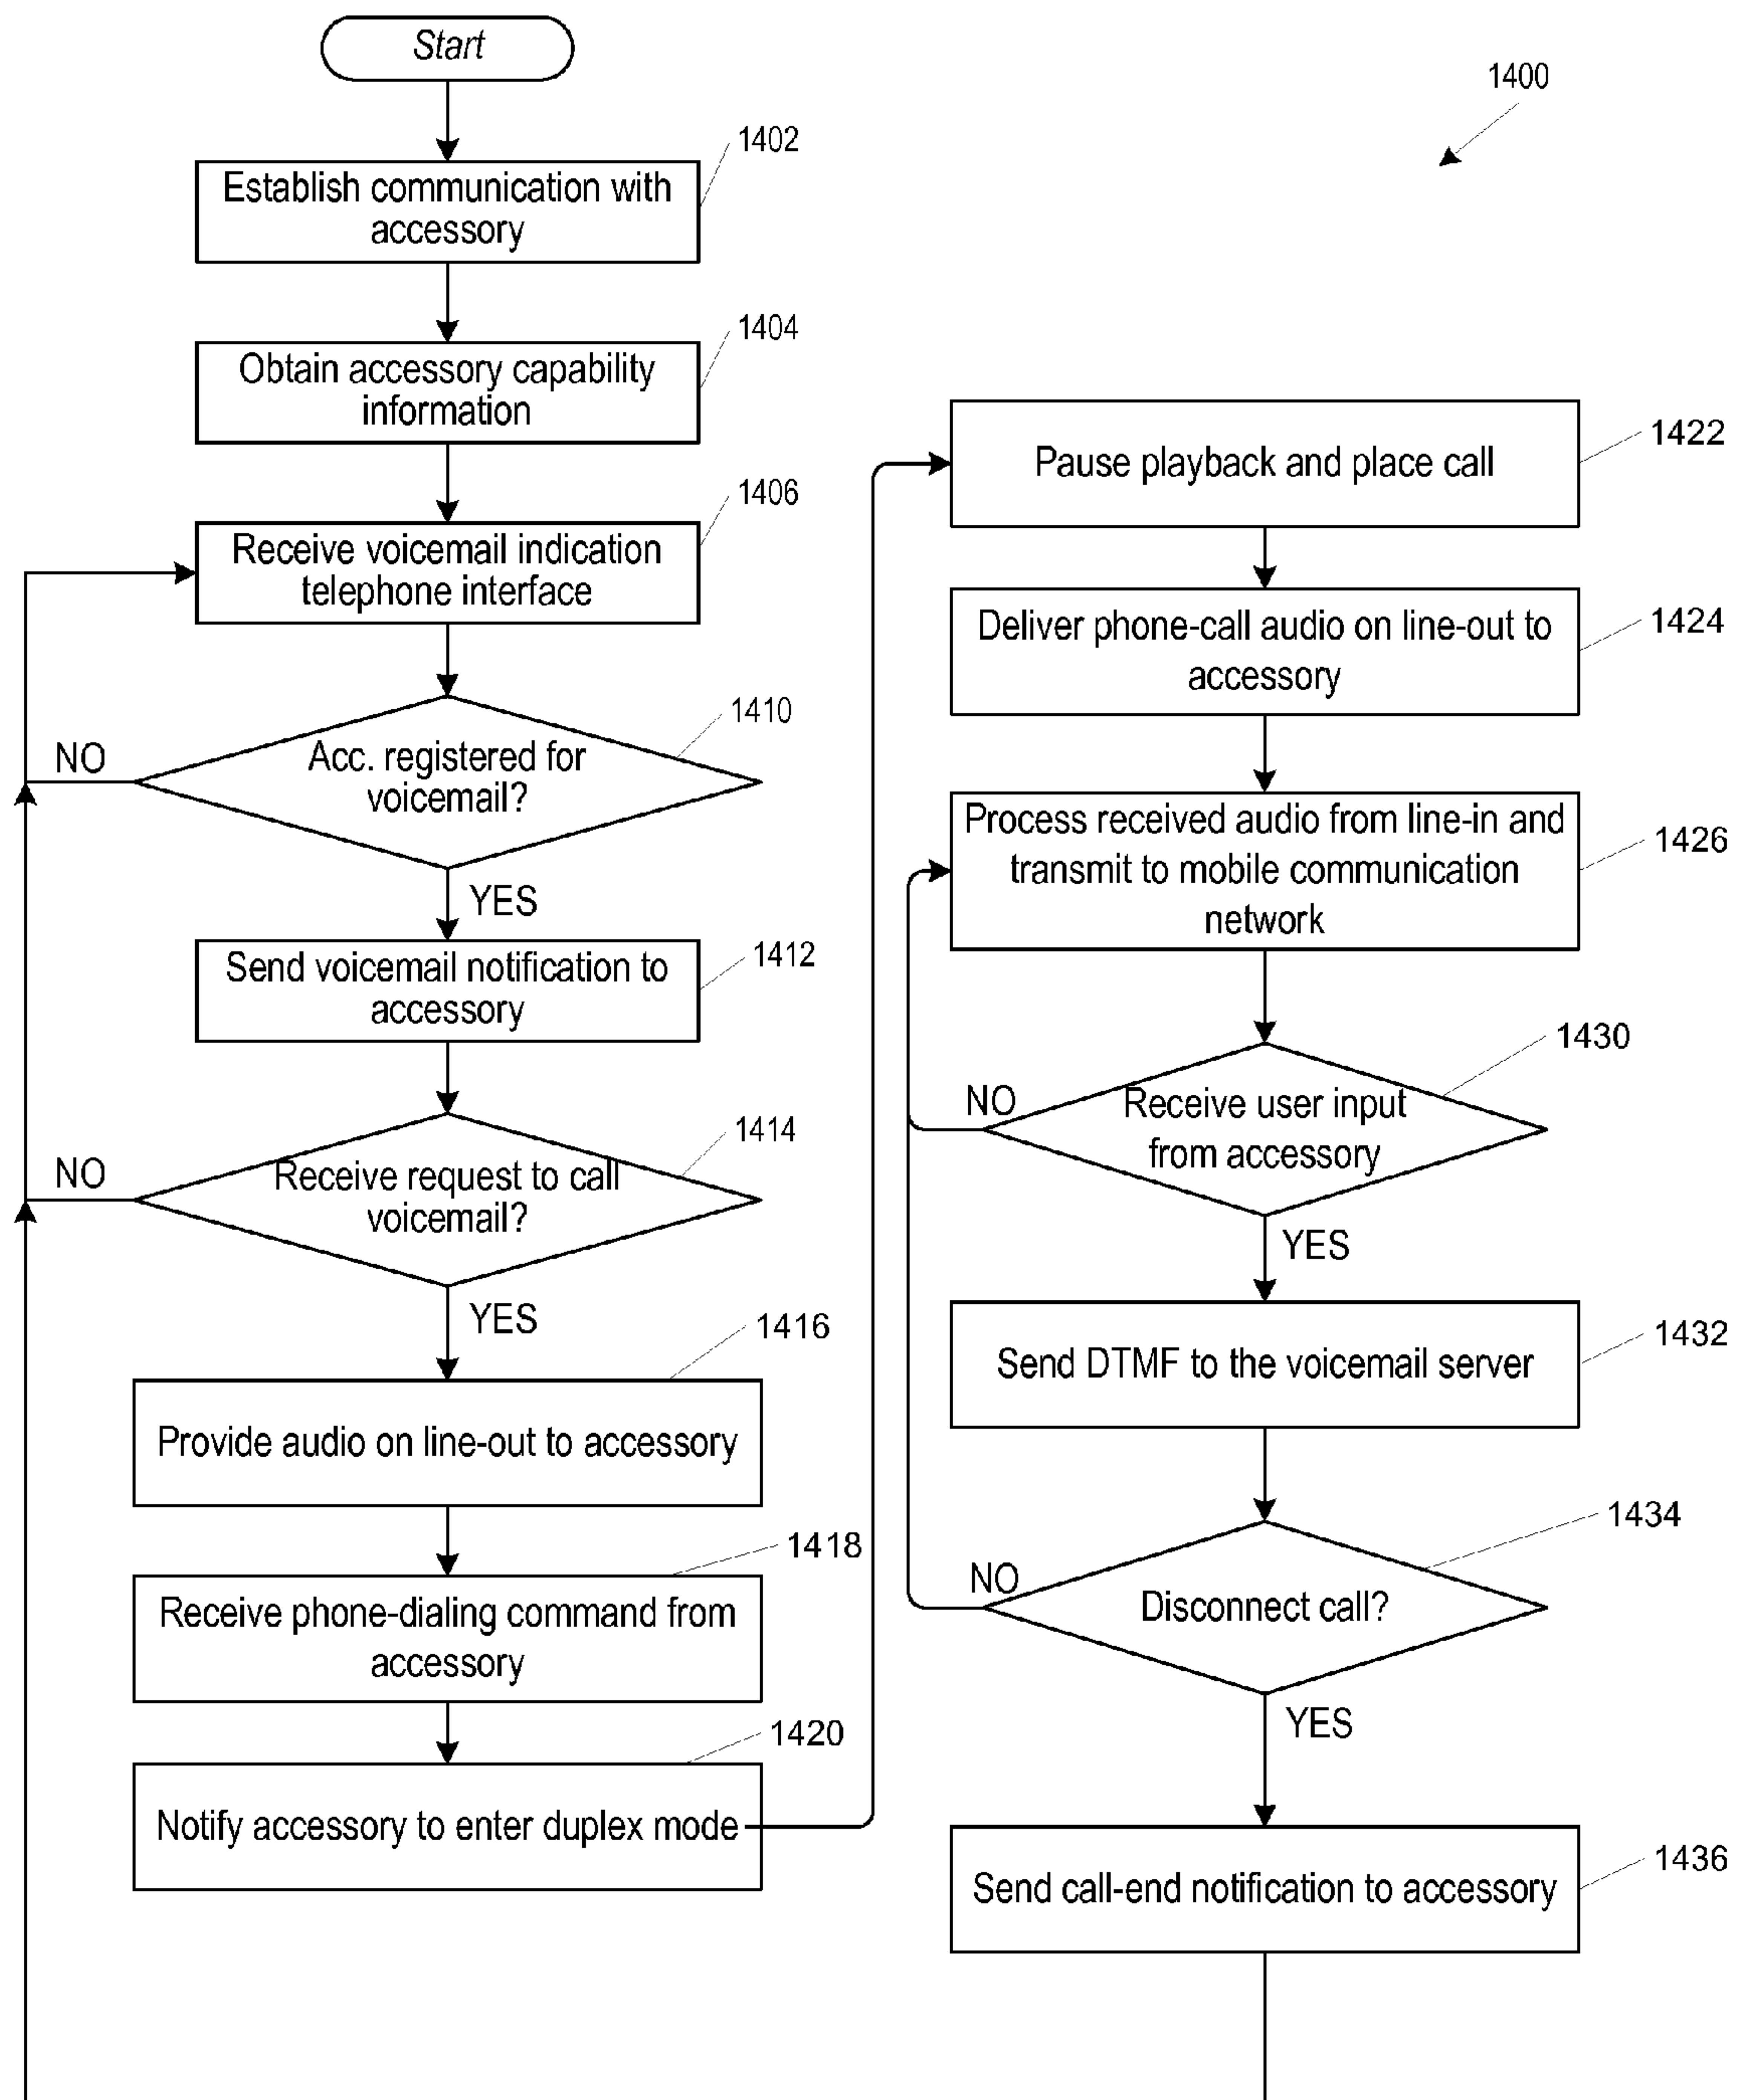 Start
1400
1402
Establish communication with
accessory
1404
Obtain accessory capability
information
1406
Receive voicemail indication
telephone interface
1410
NO
Acc. registered for
voicemail?
YES
1412
Send voicemail notification to
accessory
1414
NO
Receive request to call
voicemail?
YES
1416
Provide audio on line-out to accessory
1418
Receive phone-dialing command from
accessory
1420
Notify accessory to enter duplex mode
1422
Pause playback and place call
1424
Deliver phone-call audio on line-out to
accessory
1426
Process received audio from line-in and
transmit to mobile communication
network
1430
NO
Receive user input
from accessory
YES
1432
Send DTMF to the voicemail server
1434
NO
Disconnect call?
YES
1436
Send call-end notification to accessory